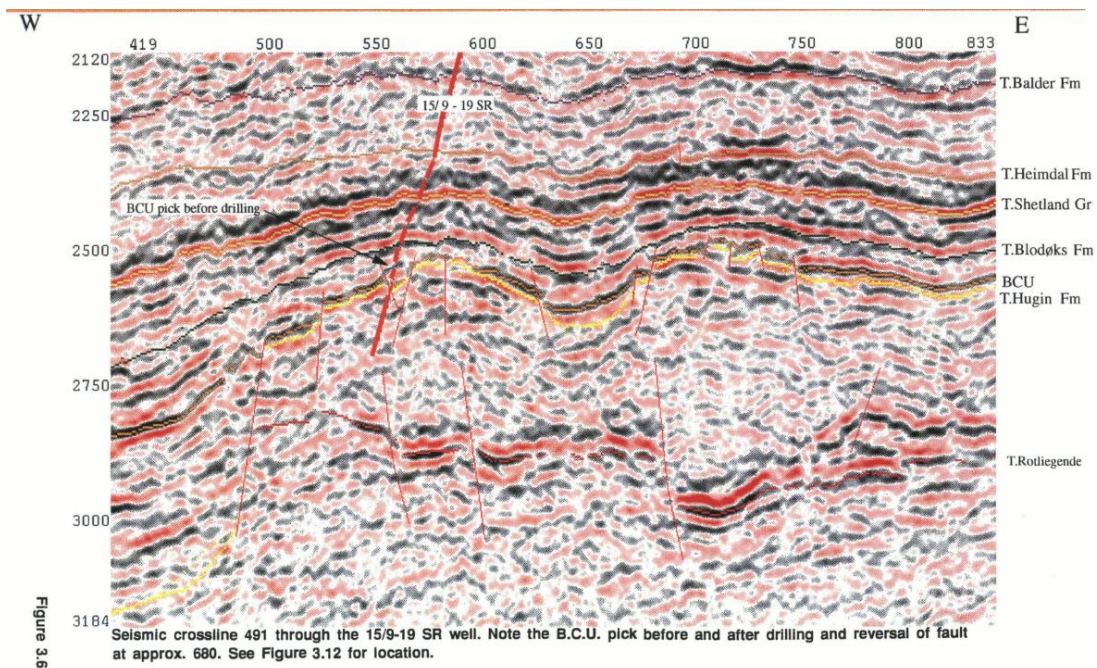 W
E
419 500 550 600 650 700 750 800 833
2120
T.Balder Fm
15/9 - 19 SR
2250
T.Heimdal Fm
T.Shetland Gr
BCU pick before drilling
2500
T.Blodøks Fm
BCU
T.Hugin Fm
2750
T.Rotliegende
3000
3184
Figure 3.6
Seismic crossline 491 through the 15/9-19 SR well. Note the B.C.U. pick before and after drilling and reversal of fault
at approx. 680. See Figure 3.12 for location.